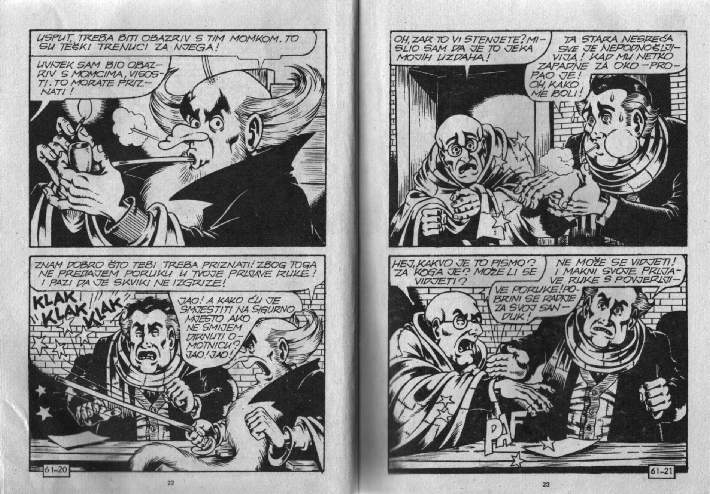 USPUT, TREBA BITI OBAZRIV S TIM MOMKOM. TO
SU TEŠKI TRENUCI ZA NJEGA!
UVIJEK SAM BIO OBAZ-
RIV S MOMCIMA, VISOS-
TI. TO MORATE PRIZ-
NATI!
ZNAM DOBRO ŠTO TEBI TREBA PRIZNATI! ZBOG TOGA
NE PREDAJEM PORUKU U TVOJE PRLJAVE RUKE!
I PAZI DA JE SKVIKI NE IZGRIZE!
KLAK
KLAK
KLAK
JAO! A KAKO ĆU JE
SMJESTITI NA SIGURNO
MJESTO AKO
NE SMIJEM
DIRNUTI O-
MOTNICU?
JAO! JAO!
61-20
22
OH, ZAR TO VI STENJETE? MI-
SLIO SAM DA JE TO JEKA
MOJIH UZDAHA!
TA STARA NESREĆA
SVE JE NEPODNOŠLJI-
VIJA! KAD MU NETKO
ZAPADNE ZA OKO - PRO-
PAO JE!
OH, KAKO
ME BOLI!
HEJ, KAKVO JE TO PISMO?
ZA KOGA JE? MOŽE LI SE
VIDJETI?
NE MOŽE SE VIDJETI!
I MAKNI SVOJE PRLJA-
VE RUKE S POVJERLJI-
VE PORUKE! PO-
BRINI SE RADIJE
ZA SVOJ SAN-
DUK!
PAF
61-21
23